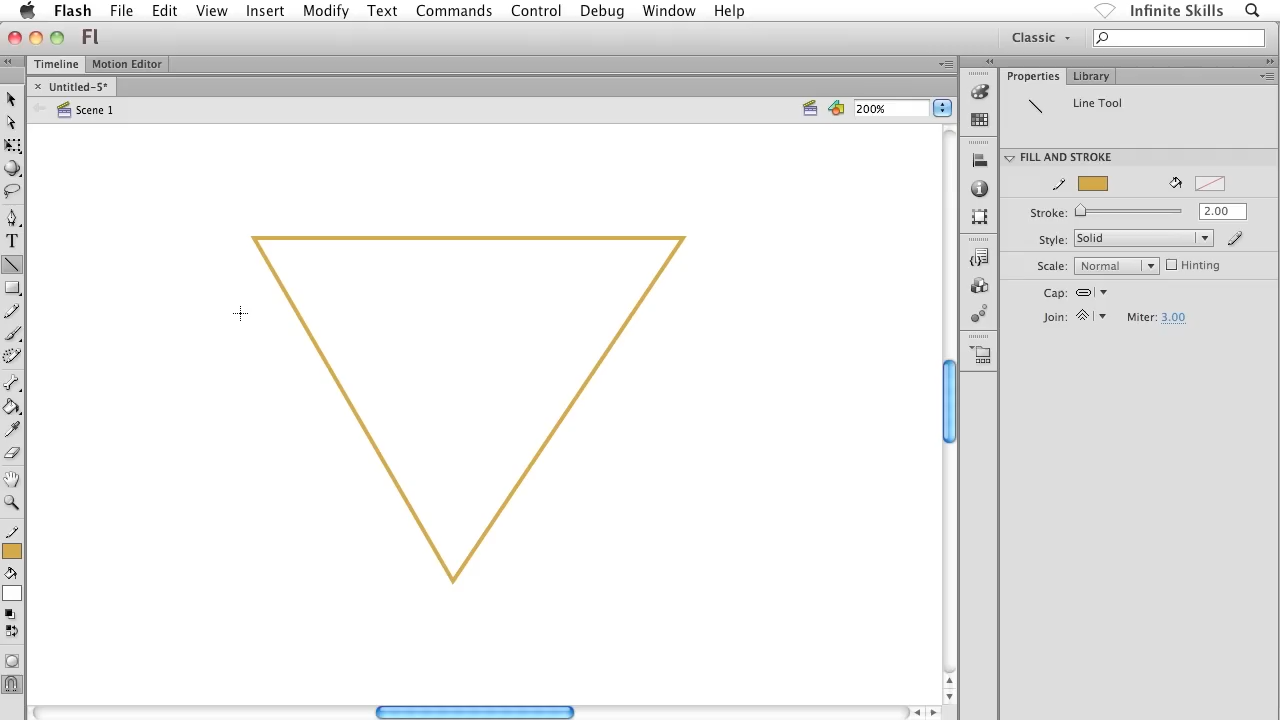 Flash File Edit View Insert Modify Text Commands Control Debug Window Help Infinite Skills
Fl Classic
Timeline Motion Editor
Untitled-5*
Scene 1 200%
Properties Library
Line Tool
FILL AND STROKE
Stroke: 2.00
Style: Solid
Scale: Normal Hinting
Cap:
Join: Miter: 3.00
T